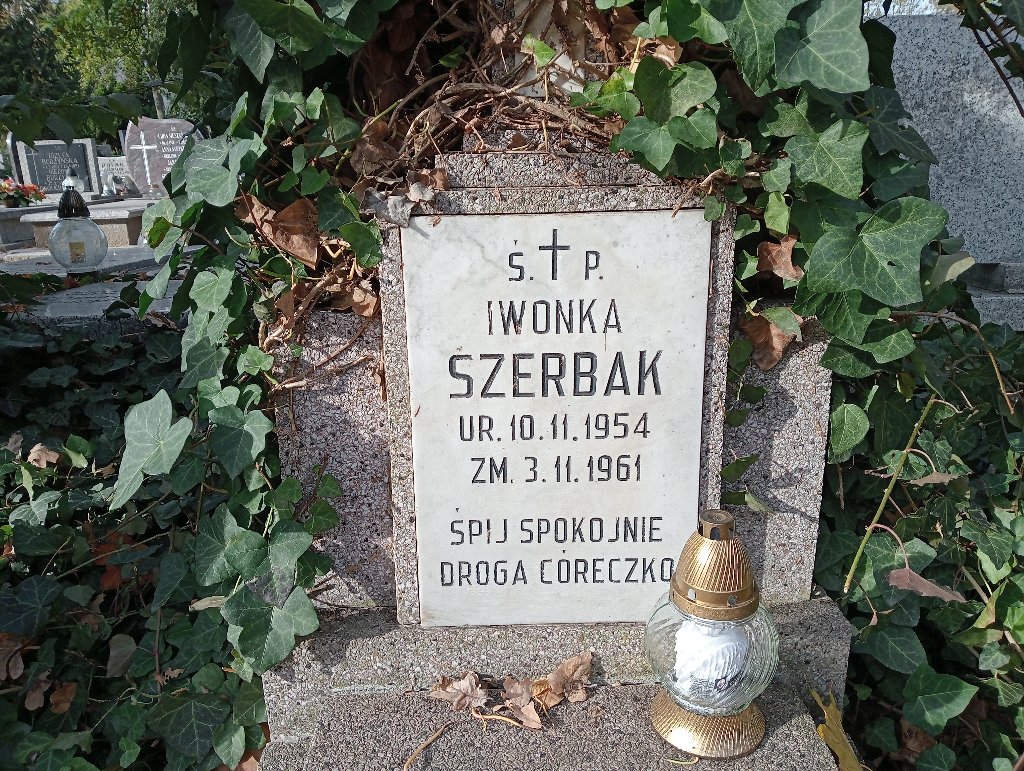 Ś. P.
IWONKA
SZERBAK
UR. 10.11.1954
ZM. 3.11.1961
ŚPIJ SPOKOJNIE
DROGA CÓRECZKO